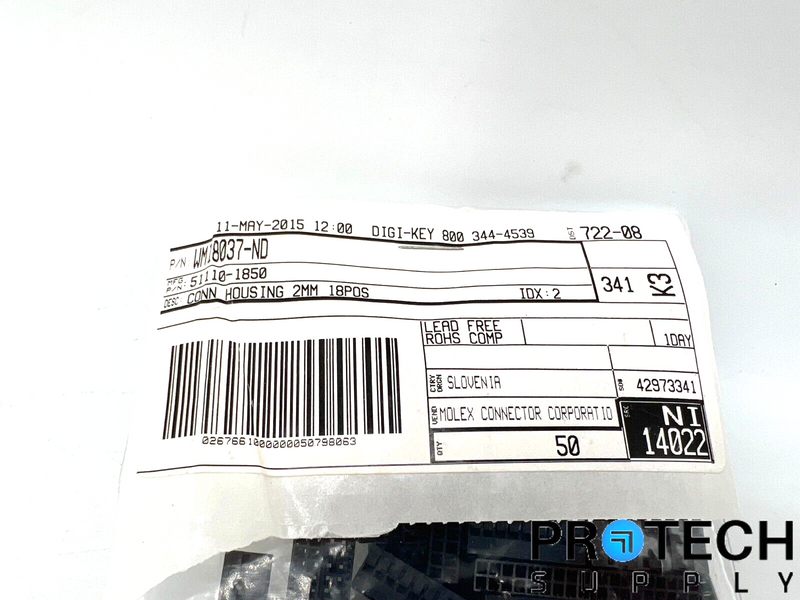 11-MAY-2015 12:00 DIGI-KEY 800 344-4539 722-08
P/N WM18037-ND
MFG P/N: 51110-1850
DESC CONN HOUSING 2MM 18POS IDX:2
341 K3
LEAD FREE
ROHS COMP
1DAY
CTRY ORGN SLOVENIA
SO# 42973341
VEND MOLEX CONNECTOR CORPORATIO
NI
QTY 50
14022
0267661000000050798063
PROTECH
SUPPLY